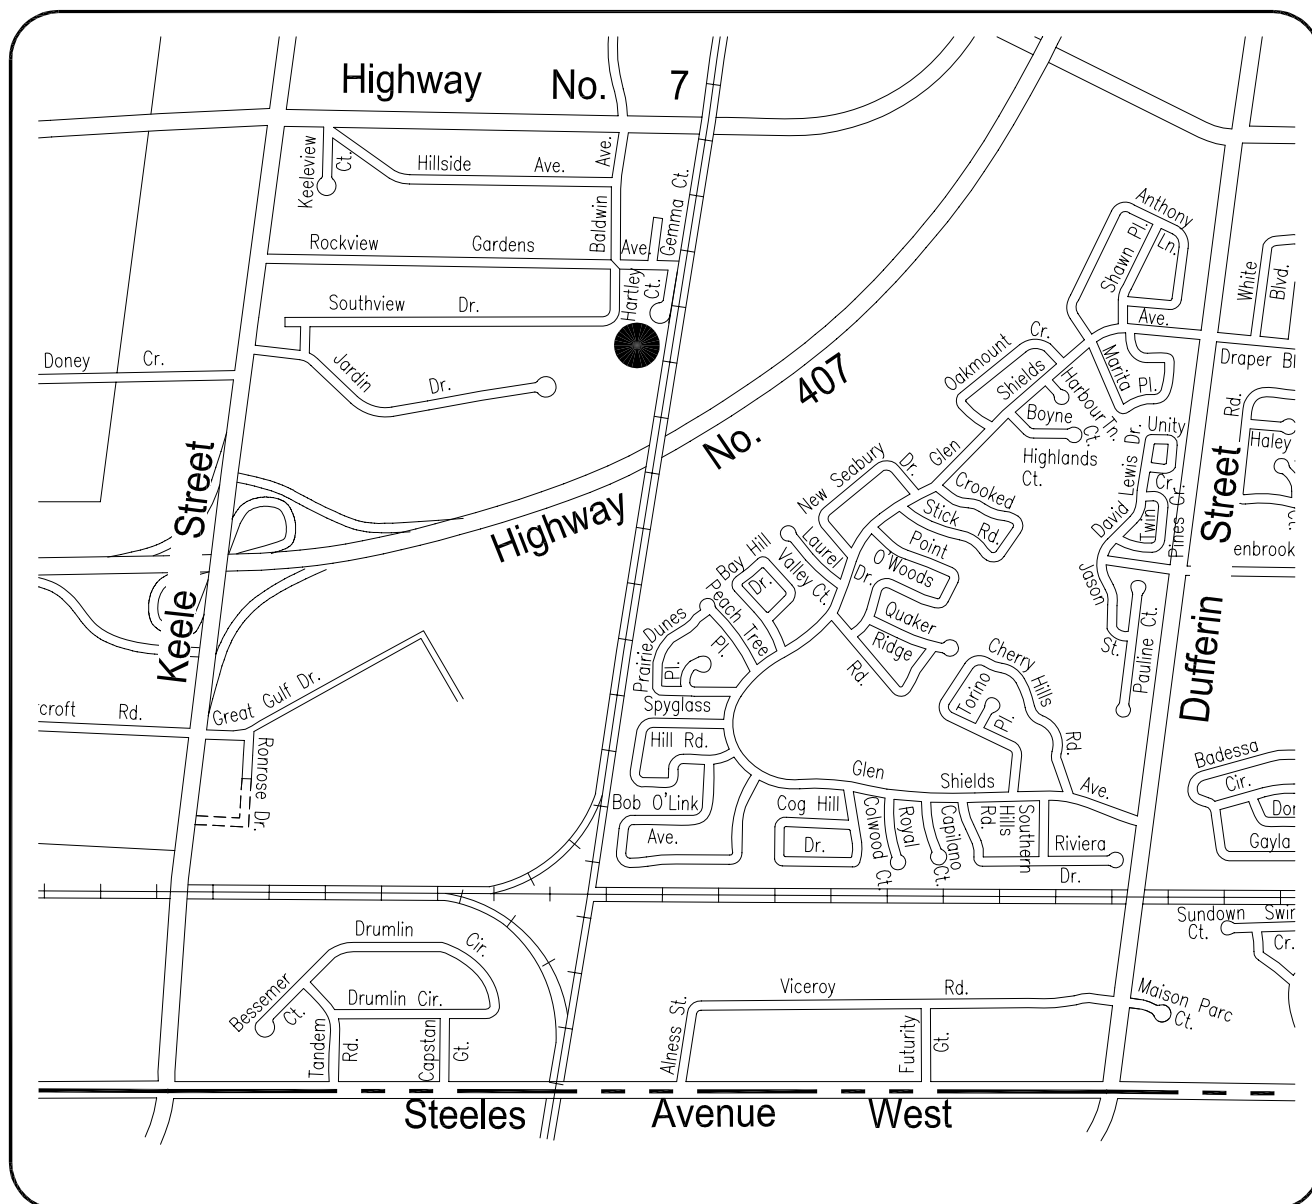 Highway No. 7
Keeleview Ct.
Hillside Ave.
Baldwin Ave.
Gemma Ct.
Rockview Gardens Ave.
Hartley Ct.
Southview Dr.
Jardin Dr.
Doney Cr.
Keele Street
Highway No. 407
Anthony Ln.
Shawn Pl.
Ave.
White Blvd.
Draper Bl
Marita Pl.
Oakmount Cr.
Glen Shields
Harbour Tn.
Boyne Ct.
Highlands Ct.
Rd.
Haley
Unity Cr.
David Lewis Dr.
Twin Pines Cr.
Dufferin Street
enbrook
New Seabury Dr.
Crooked Stick Rd.
Point O'Woods Dr.
Laurel Valley Ct.
Bay Hill Dr.
Peach Tree Pl.
Prairie Dunes Pl.
Quaker Ridge Rd.
Jason St.
Pauline Ct.
Cherry Hills Rd.
Torino Pl.
Spyglass Hill Rd.
croft Rd.
Great Gulf Dr.
Ronrose Dr.
Glen Shields Ave.
Bob O'Link Ave.
Cog Hill Dr.
Colwood Ct.
Royal
Capilano Ct.
Southern Hills Rd.
Riviera Dr.
Badessa Cir.
Don
Gayla
Sundown Ct.
Swin
Cr.
Drumlin Cir.
Bessemer Ct.
Drumlin Cir.
Tandem Rd.
Capstan Gt.
Alness St.
Viceroy Rd.
Futurity Gt.
Maison Parc Ct.
Steeles Avenue West